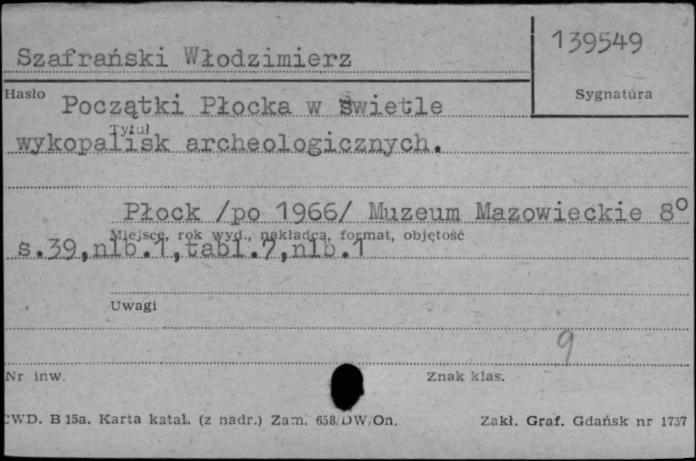 139549
Szafrański Włodzimierz
Sygnatura
Hasło
Początki Płocka w świetle
Tytuł
wykopalisk archeologicznych.
Płock /po 1966/ Muzeum Mazowieckie 8°
Miejsce, rok wyd., nakładca, format, objętość
s.39,nlb.1,tabl.7,nlb.1
Uwagi
9
Nr inw. Znak klas.
CWD. B 15a. Karta katal. (z nadr.) Zam. 658/DW/On. Zakł. Graf. Gdańsk nr 1737